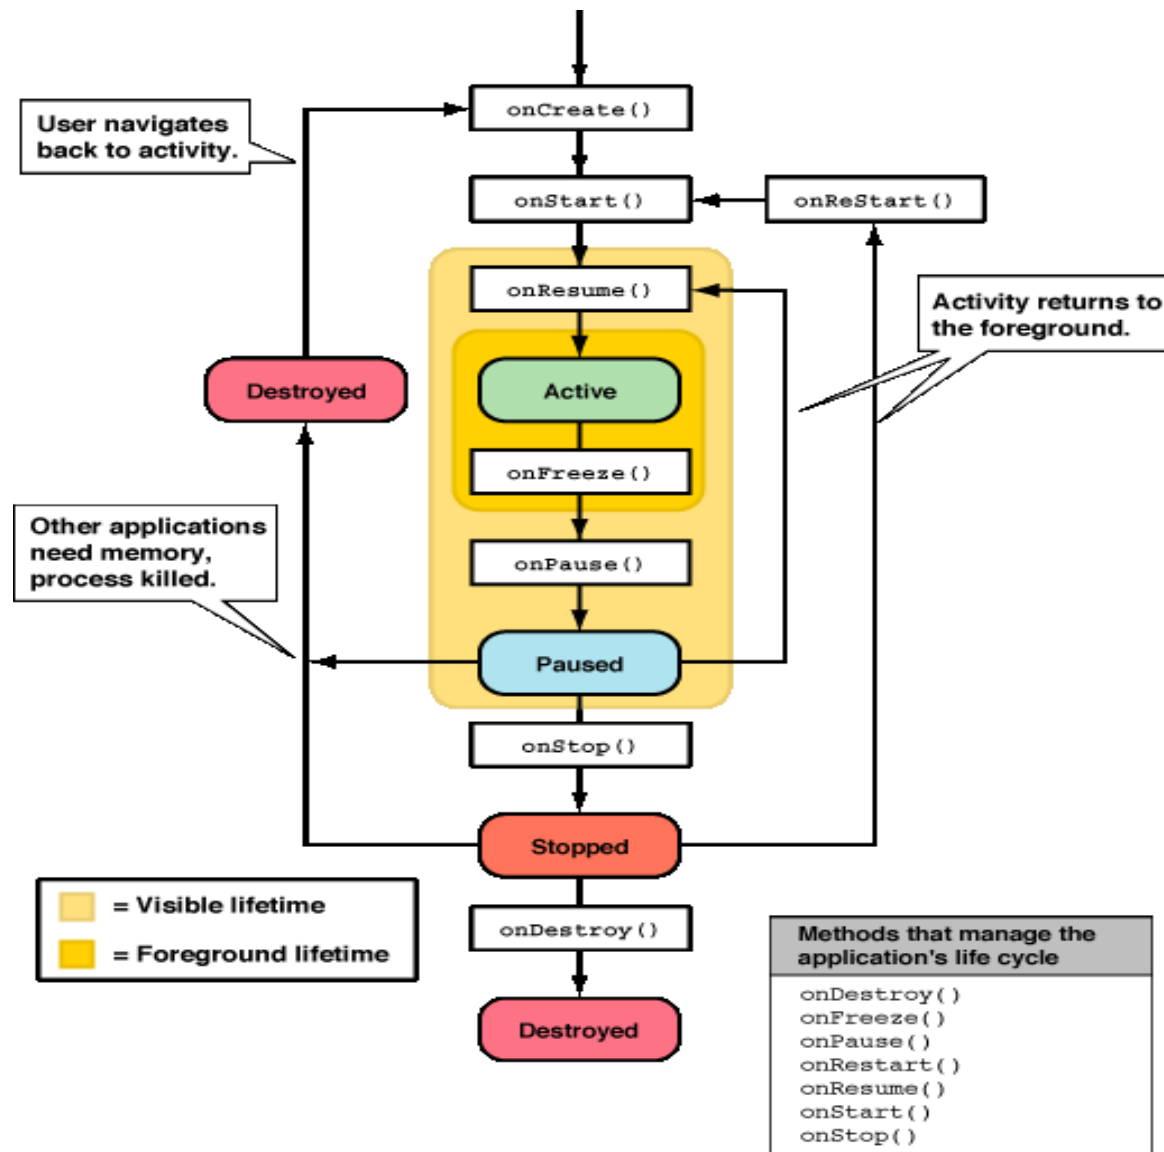 onCreate()
User navigates
back to activity.
onStart()
onReStart()
onResume()
Activity returns to
the foreground.
Destroyed
Active
onFreeze()
Other applications
need memory,
process killed.
onPause()
Paused
onStop()
Stopped
= Visible lifetime
= Foreground lifetime
onDestroy()
Destroyed
Methods that manage the
application's life cycle
onDestroy()
onFreeze()
onPause()
onRestart()
onResume()
onStart()
onStop()